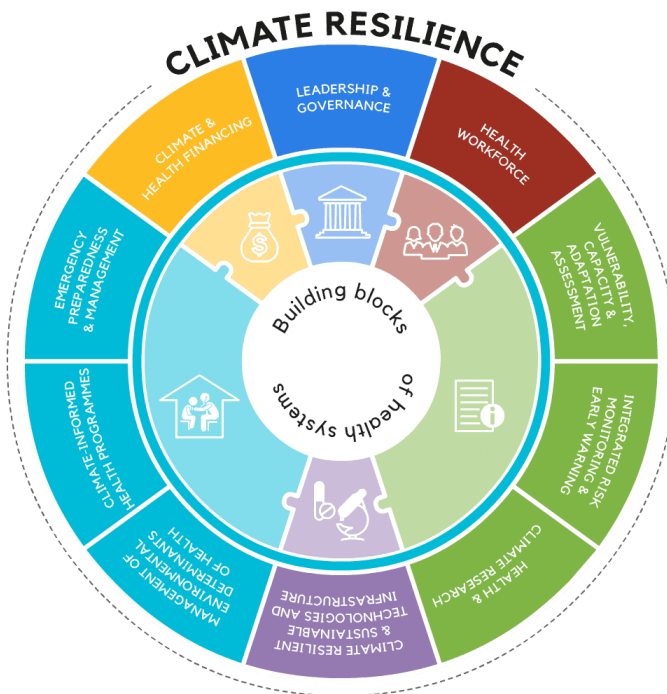 CLIMATE RESILIENCE
LEADERSHIP &
GOVERNANCE
HEALTH
WORKFORCE
VULNERABILITY,
CAPACITY &
ADAPTATION
ASSESSMENT
INTEGRATED RISK
MONITORING &
EARLY WARNING
HEALTH &
CLIMATE RESEARCH
CLIMATE RESILIENT
& SUSTAINABLE
TECHNOLOGIES AND
INFRASTRUCTURE
MANAGEMENT OF
ENVIRONMENTAL
DETERMINANTS
OF HEALTH
CLIMATE-INFORMED
HEALTH PROGRAMMES
EMERGENCY
PREPAREDNESS
& MANAGEMENT
CLIMATE &
HEALTH FINANCING
Building blocks
of health systems
$
i